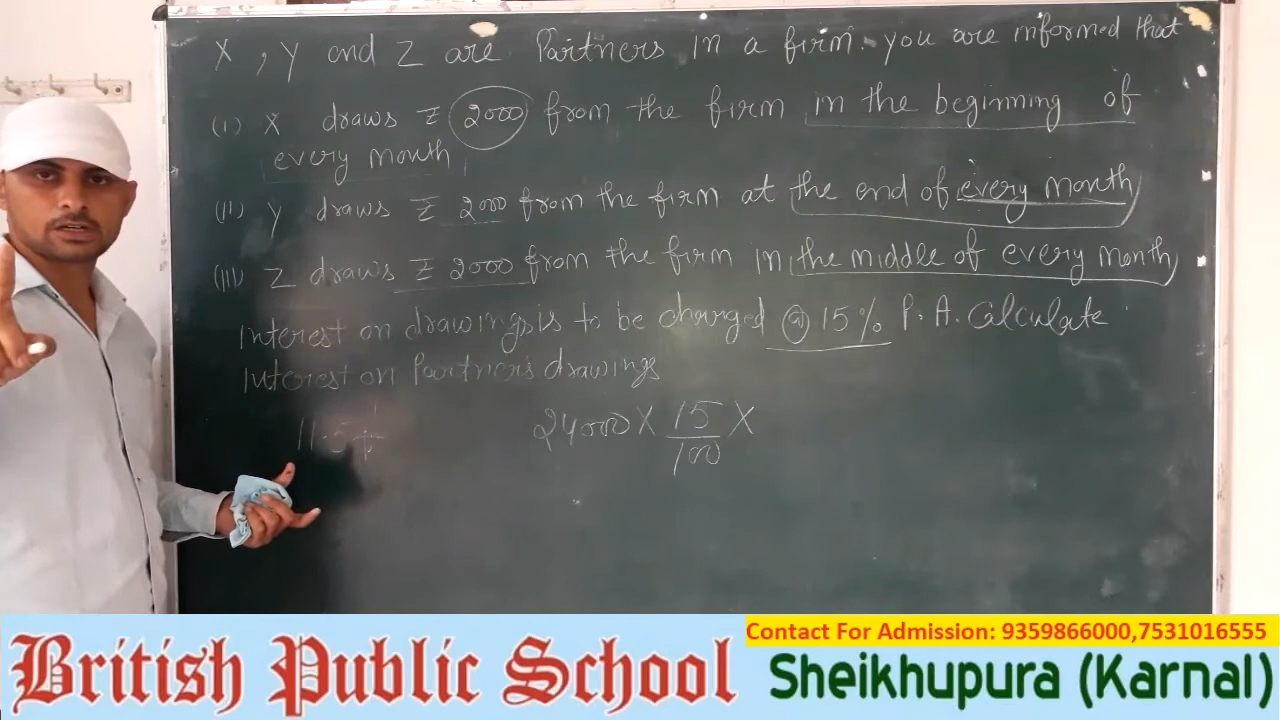 X, Y and Z are Partners in a firm. you are informed that
(I) X draws ₹ 2000 from the firm in the beginning of
every month
(II) Y draws ₹ 2000 from the firm at the end of every month
(III) Z draws ₹ 2000 from the firm in the middle of every month
Interest on drawings is to be charged @ 15% P.A. Calculate
Interest on Partner's drawings
24000 X 15/100 X
Contact For Admission: 9359866000,7531016555
British Public School
Sheikhupura (Karnal)